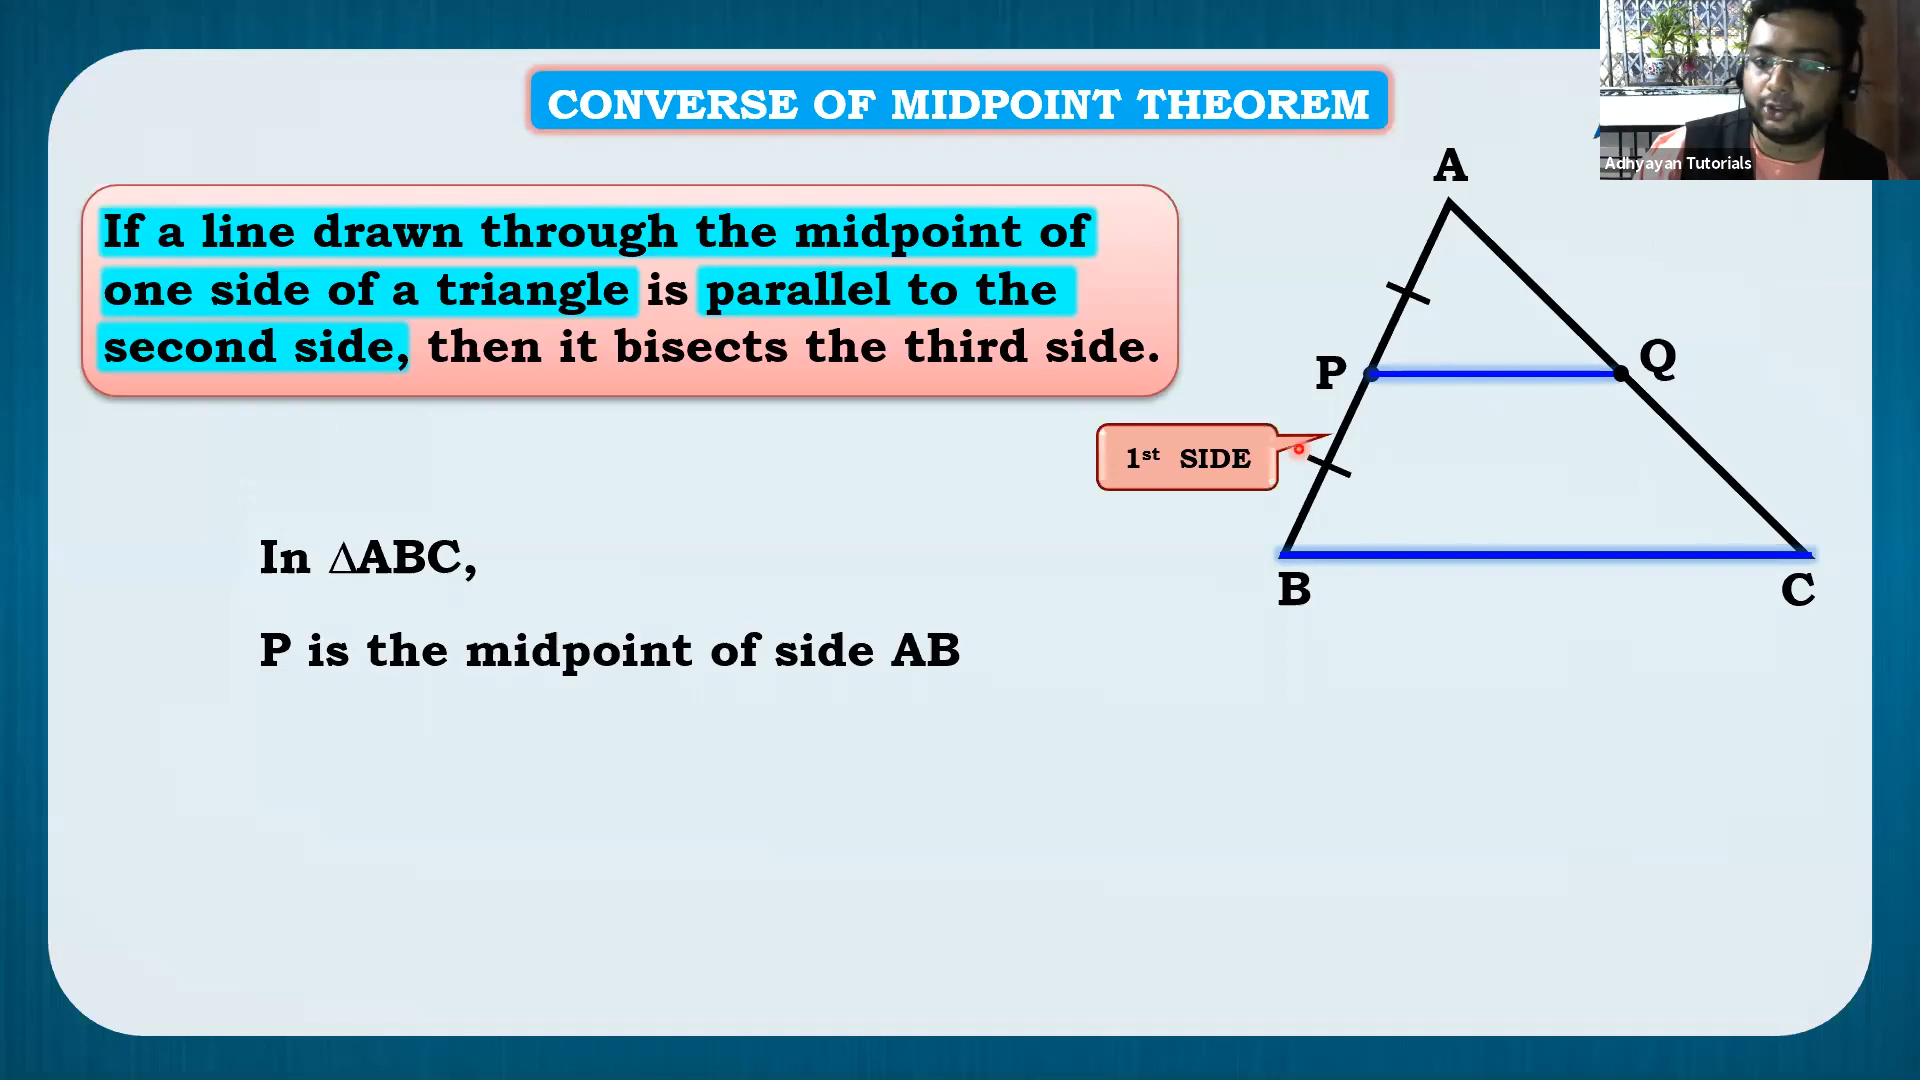 CONVERSE OF MIDPOINT THEOREM
Adhyayan Tutorials
A
If a line drawn through the midpoint of
one side of a triangle is parallel to the
second side, then it bisects the third side.
P
Q
1st SIDE
In ∆ABC,
B
C
P is the midpoint of side AB